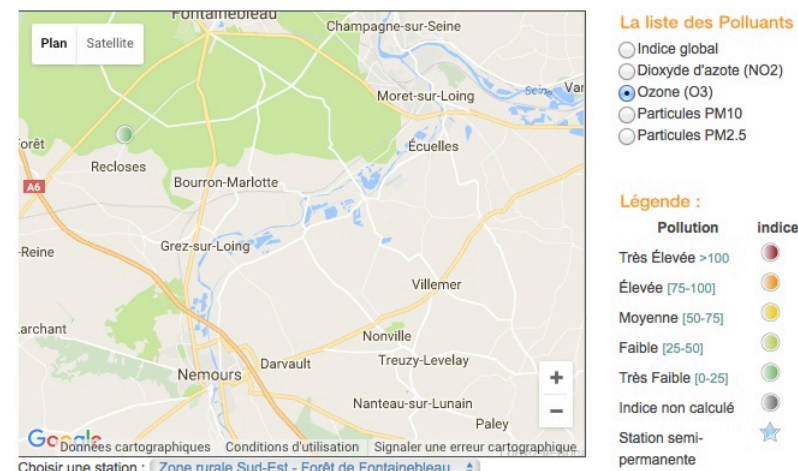 Fontainebleau
Champagne-sur-Seine
Plan Satellite
Moret-sur-Loing
Seine
Écuelles
Recloses
A6
Bourron-Marlotte
-Reine
Grez-sur-Loing
Villemer
archant
Nonville
Darvault
Treuzy-Levelay
Nemours
Nanteau-sur-Lunain
Paley
+
−
Google
Données cartographiques Conditions d'utilisation Signaler une erreur cartographique
Choisir une station : Zone rurale Sud-Est - Forêt de Fontainebleau
La liste des Polluants
Indice global
Dioxyde d'azote (NO2)
Ozone (O3)
Particules PM10
Particules PM2.5
Légende :
Pollution indice
Très Élevée >100
Élevée [75-100]
Moyenne [50-75]
Faible [25-50]
Très Faible [0-25]
Indice non calculé
Station semi-
permanente